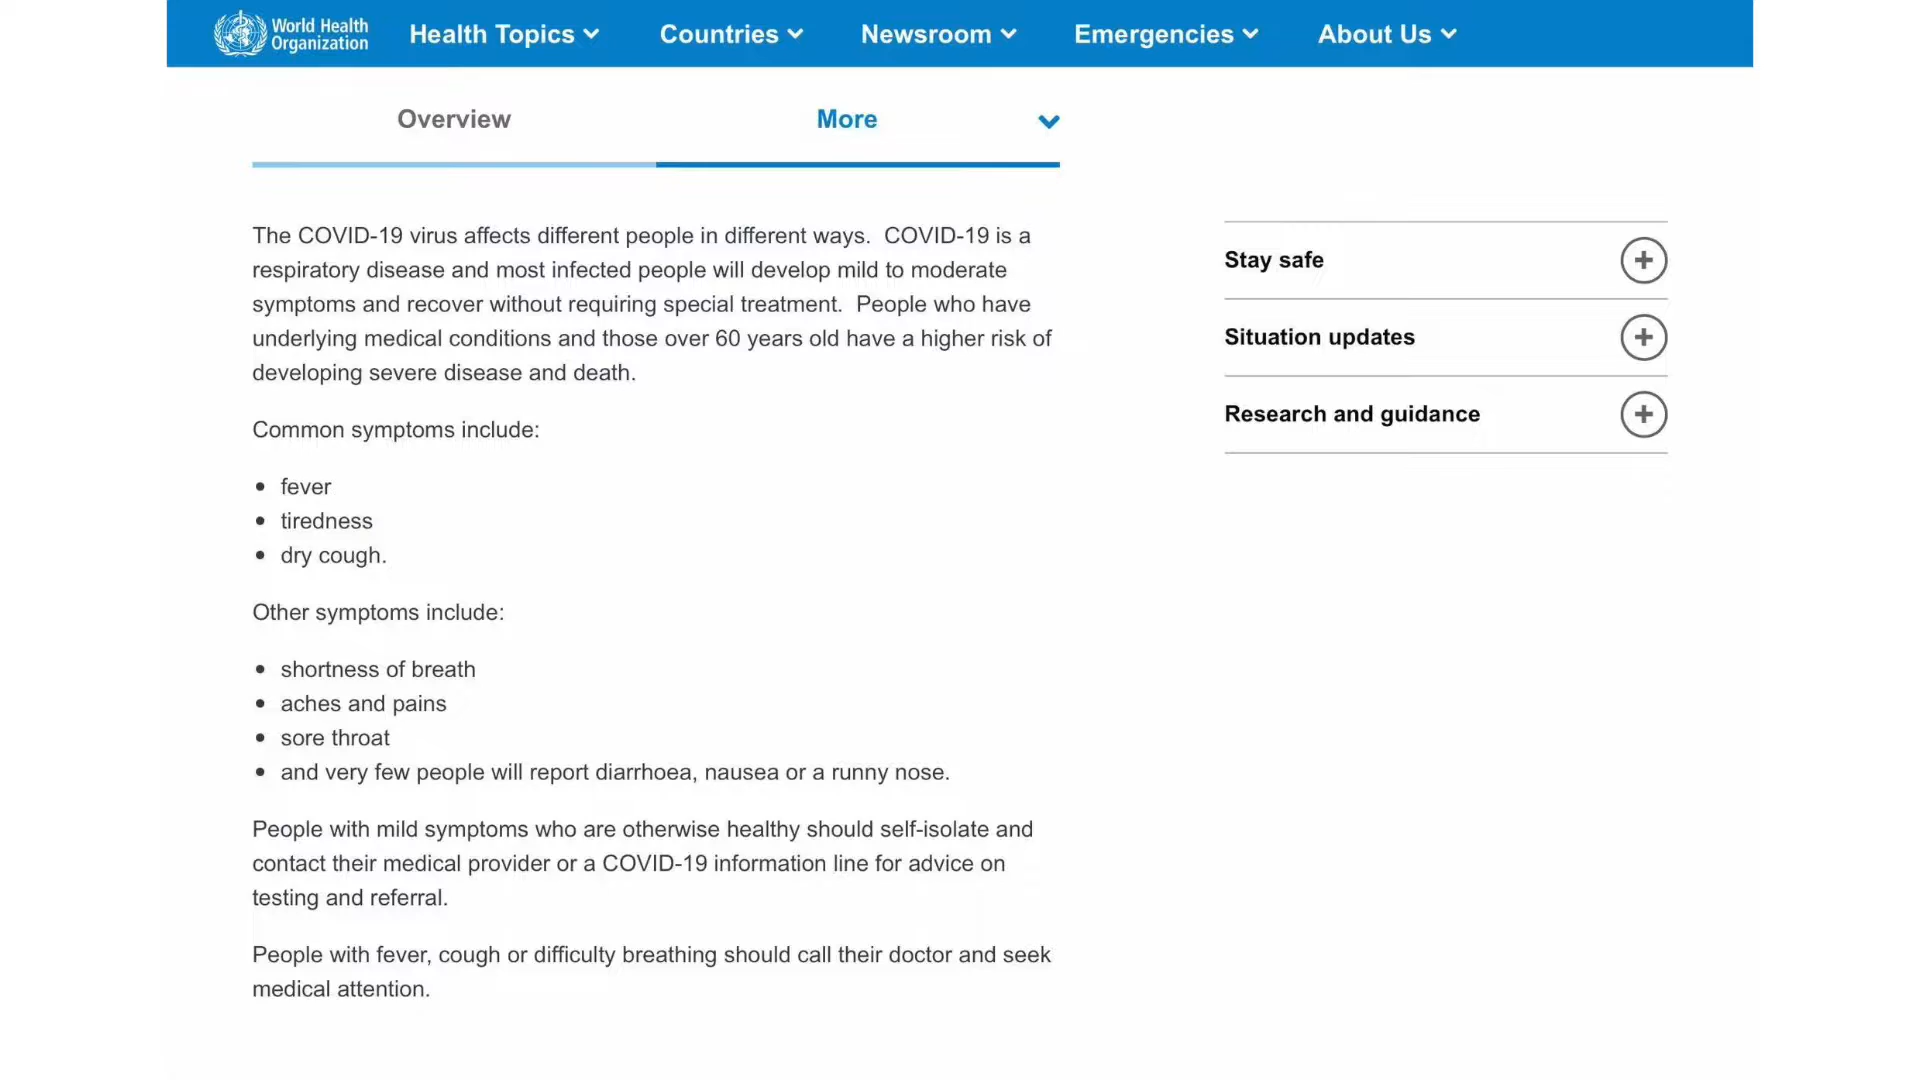 World Health
Organization
Health Topics
Countries
Newsroom
Emergencies
About Us
Overview
More
The COVID-19 virus affects different people in different ways.  COVID-19 is a
respiratory disease and most infected people will develop mild to moderate
symptoms and recover without requiring special treatment.  People who have
underlying medical conditions and those over 60 years old have a higher risk of
developing severe disease and death.
Common symptoms include:
• fever
• tiredness
• dry cough.
Other symptoms include:
• shortness of breath
• aches and pains
• sore throat
• and very few people will report diarrhoea, nausea or a runny nose.
People with mild symptoms who are otherwise healthy should self-isolate and
contact their medical provider or a COVID-19 information line for advice on
testing and referral.
People with fever, cough or difficulty breathing should call their doctor and seek
medical attention.
Stay safe
Situation updates
Research and guidance